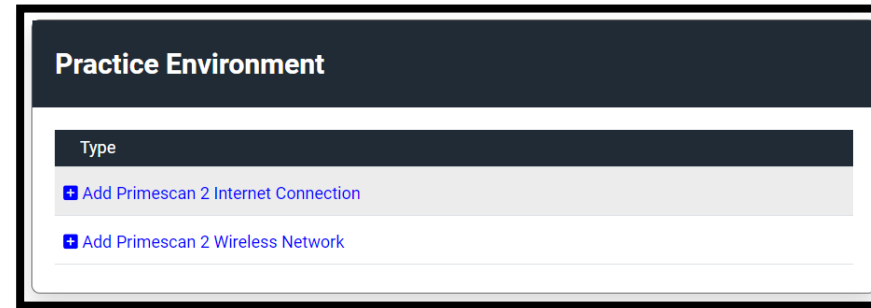 Practice Environment
Type
Add Primescan 2 Internet Connection
Add Primescan 2 Wireless Network